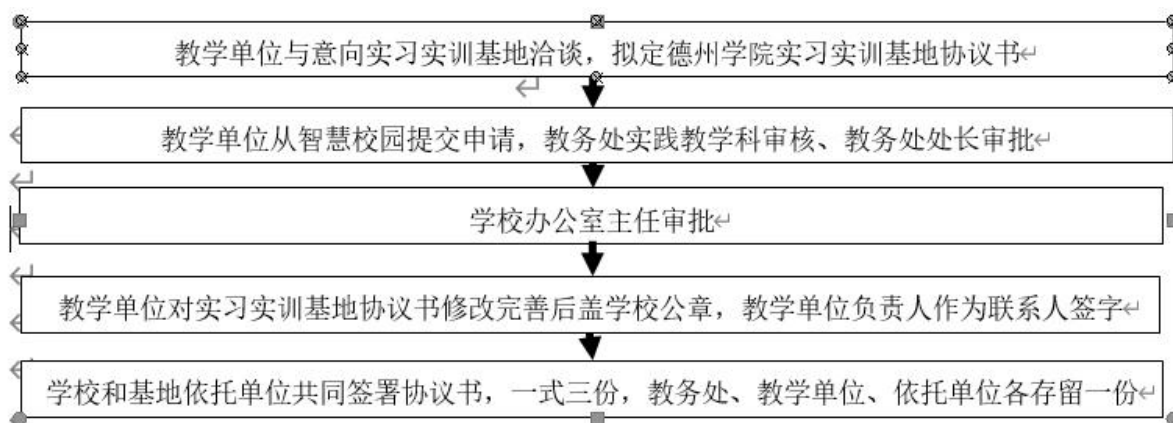 教学单位与意向实习实训基地洽谈，拟定德州学院实习实训基地协议书
教学单位从智慧校园提交申请，教务处实践教学科审核、教务处处长审批
学校办公室主任审批
教学单位对实习实训基地协议书修改完善后盖学校公章，教学单位负责人作为联系人签字
学校和基地依托单位共同签署协议书，一式三份，教务处、教学单位、依托单位各存留一份